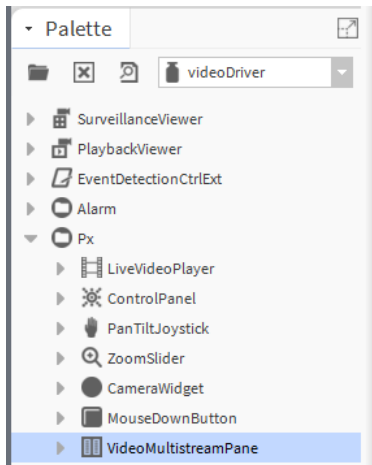 Palette
videoDriver
SurveillanceViewer
PlaybackViewer
EventDetectionCtrlExt
Alarm
Px
LiveVideoPlayer
ControlPanel
PanTiltJoystick
ZoomSlider
CameraWidget
MouseDownButton
VideoMultistreamPane